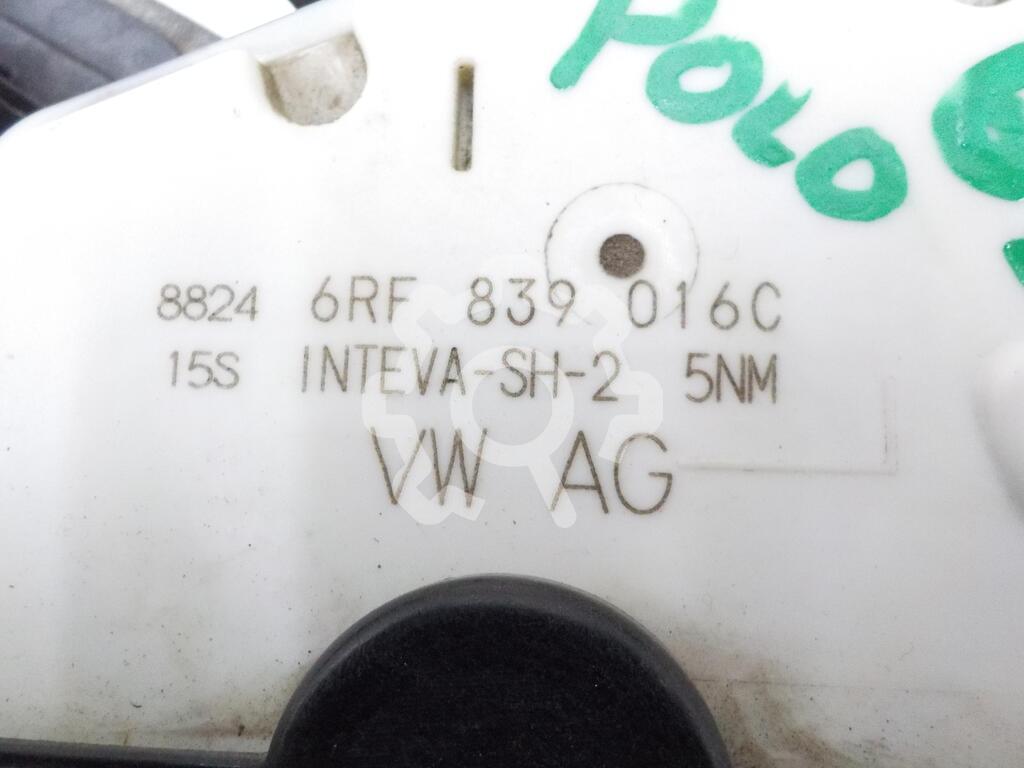 POLO
8824 6RF 839 016C
15S INTEVA-SH-2 5NM
VW AG